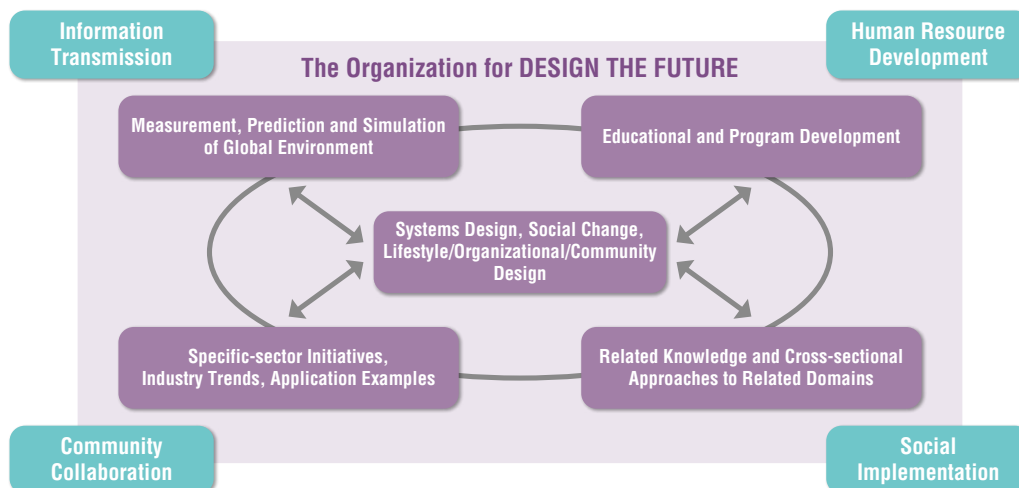 Information
Transmission
Human Resource
Development
The Organization for DESIGN THE FUTURE
Measurement, Prediction and Simulation
of Global Environment
Educational and Program Development
Systems Design, Social Change,
Lifestyle/Organizational/Community
Design
Specific-sector Initiatives,
Industry Trends, Application Examples
Related Knowledge and Cross-sectional
Approaches to Related Domains
Community
Collaboration
Social
Implementation